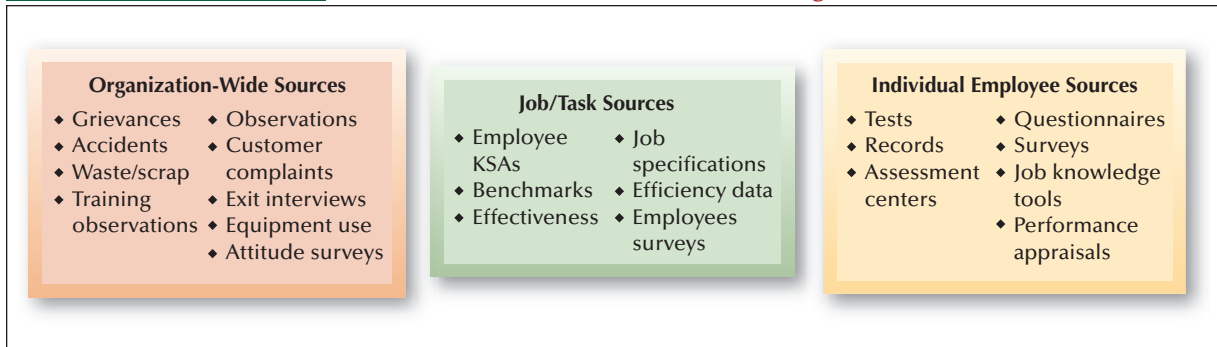 Organization-Wide Sources
◆ Grievances
◆ Accidents
◆ Waste/scrap
◆ Training
observations
◆ Observations
◆ Customer
complaints
◆ Exit interviews
◆ Equipment use
◆ Attitude surveys
Job/Task Sources
◆ Employee
KSAs
◆ Benchmarks
◆ Effectiveness
◆ Job
specifications
◆ Efficiency data
◆ Employees
surveys
Individual Employee Sources
◆ Tests
◆ Records
◆ Assessment
centers
◆ Questionnaires
◆ Surveys
◆ Job knowledge
tools
◆ Performance
appraisals